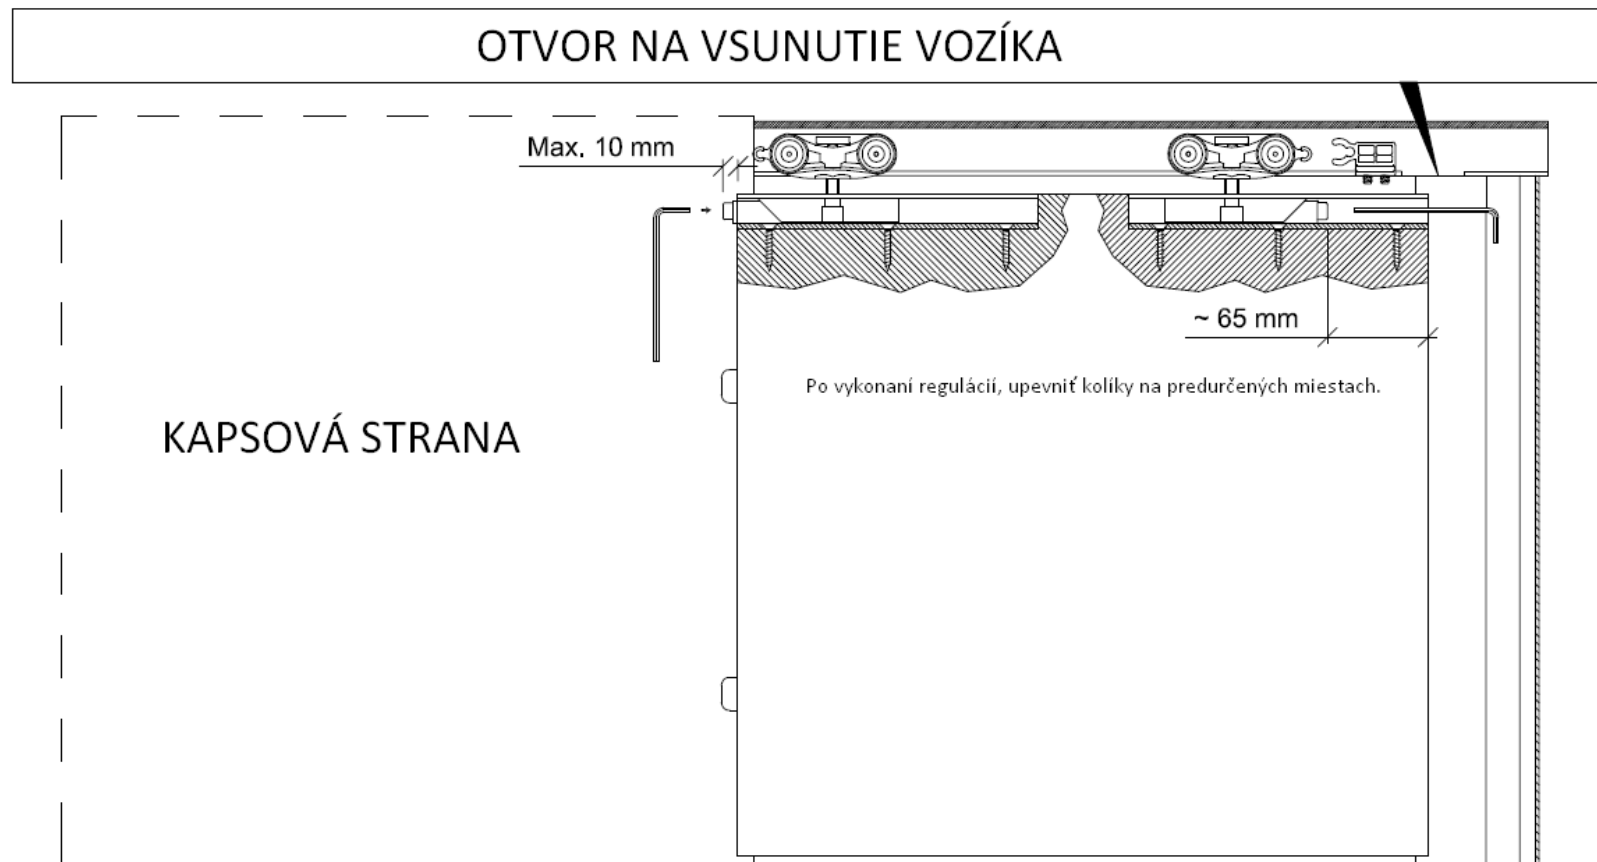 OTVOR NA VSUNUTIE VOZÍKA
Max. 10 mm
~ 65 mm
Po vykonaní regulácií, upevniť kolíky na predurčených miestach.
KAPSOVÁ STRANA